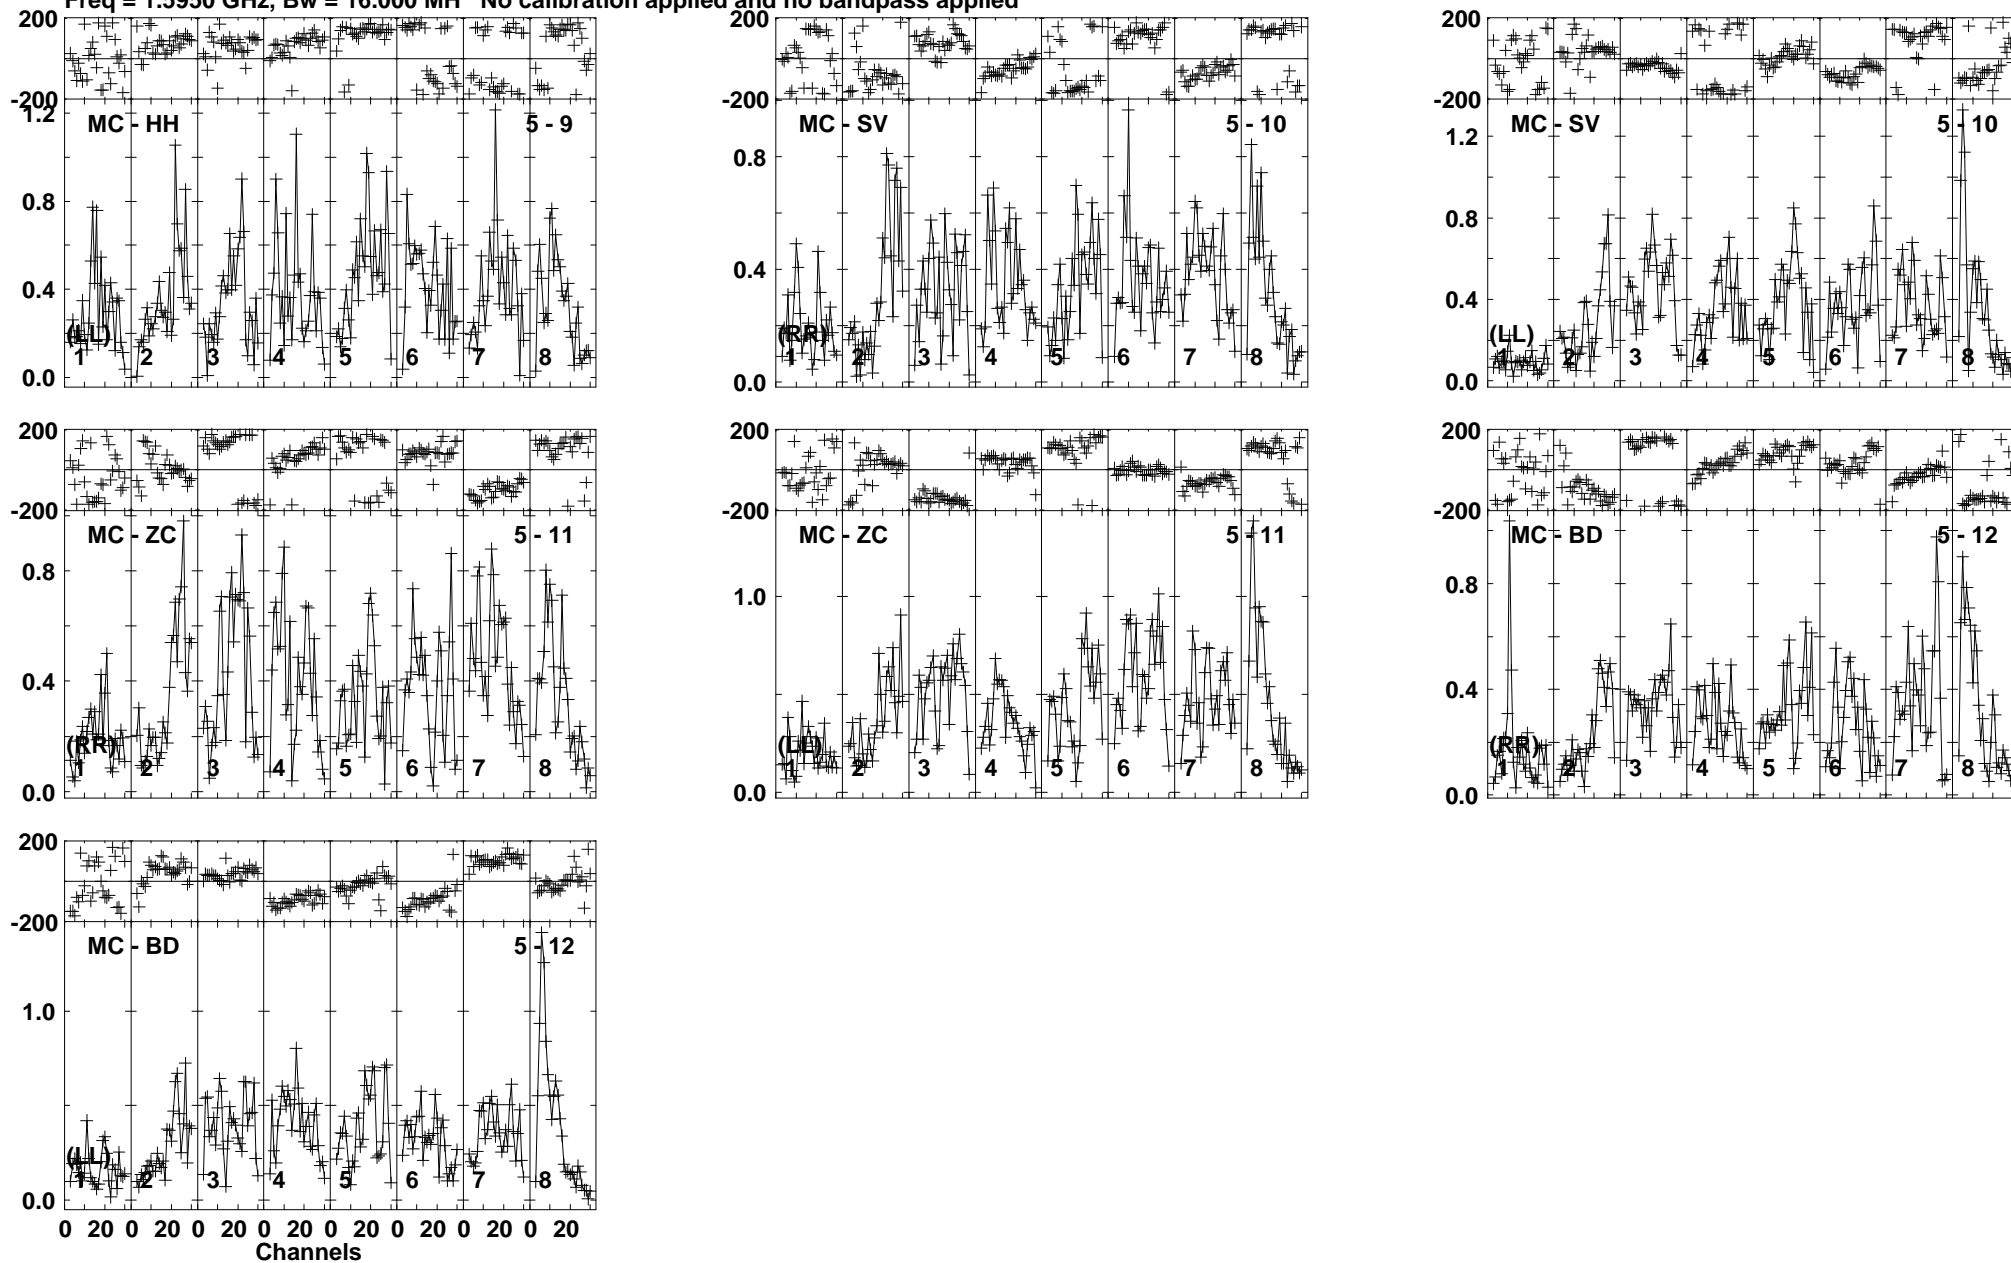 Freq = 1.5950 GHz, Bw = 16.000 MH No calibration applied and no bandpass applied
200
-200
MC - HH 5 - 9
1.2
0.8
0.4
0.0
(LL)
1 2 3 4 5 6 7 8
200
-200
MC - SV 5 - 10
0.8
0.4
0.0
(RR)
1 2 3 4 5 6 7 8
200
-200
MC - SV 5 - 10
1.2
0.8
0.4
0.0
(LL)
1 2 3 4 5 6 7 8
200
-200
MC - ZC 5 - 11
0.8
0.4
0.0
(RR)
1 2 3 4 5 6 7 8
200
-200
MC - ZC 5 - 11
1.0
0.0
(LL)
1 2 3 4 5 6 7 8
200
-200
MC - BD 5 - 12
0.8
0.4
0.0
(RR)
1 2 3 4 5 6 7 8
200
-200
MC - BD 5 - 12
1.0
0.0
(LL)
1 2 3 4 5 6 7 8
0 20 0 20 0 20 0 20 0 20 0 20 0 20 0 20
Channels